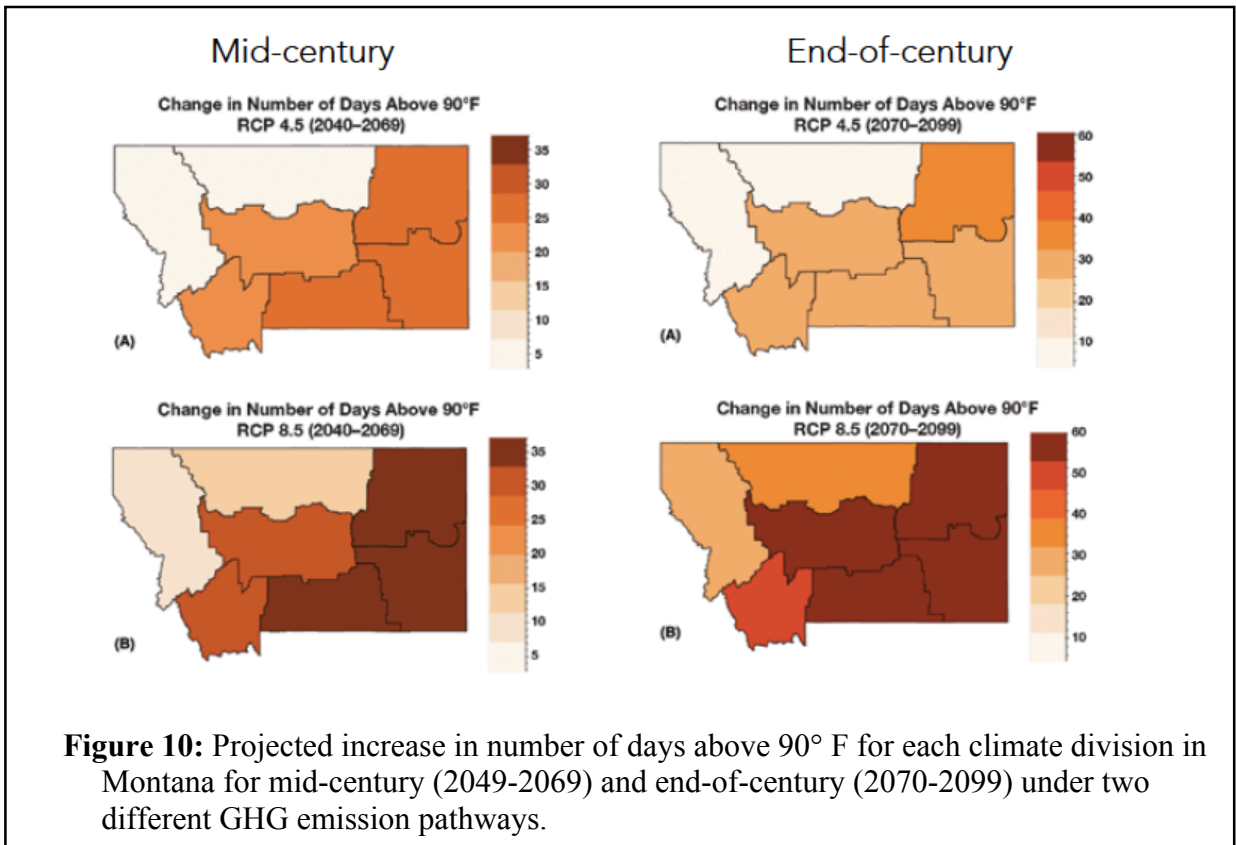 Mid-century
Change in Number of Days Above 90°F
RCP 4.5 (2040–2069)
35
30
25
20
15
10
5
(A)
Change in Number of Days Above 90°F
RCP 8.5 (2040–2069)
35
30
25
20
15
10
5
(B)
End-of-century
Change in Number of Days Above 90°F
RCP 4.5 (2070–2099)
60
50
40
30
20
10
(A)
Change in Number of Days Above 90°F
RCP 8.5 (2070–2099)
60
50
40
30
20
10
(B)
Figure 10: Projected increase in number of days above 90° F for each climate division in
Montana for mid-century (2049-2069) and end-of-century (2070-2099) under two
different GHG emission pathways.